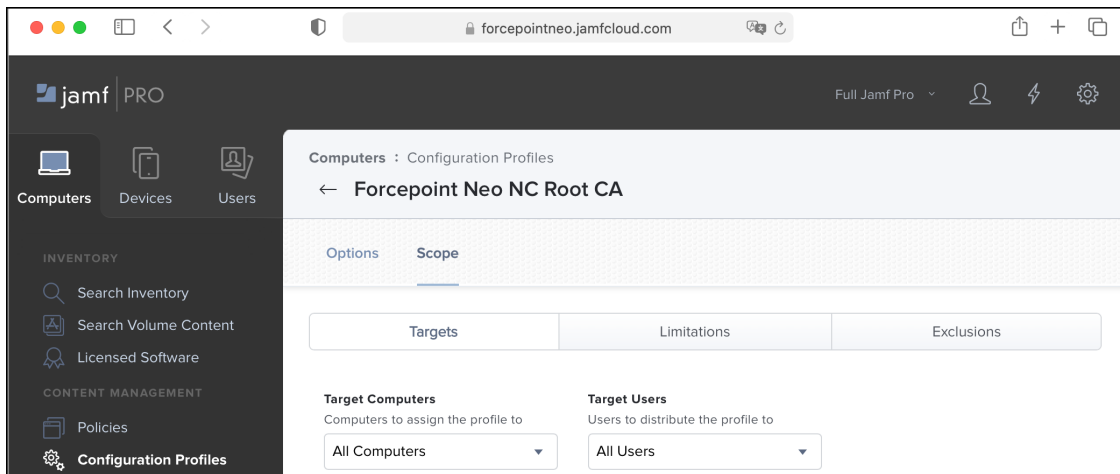 forcepointneo.jamfcloud.com
jamf PRO
Full Jamf Pro
Computers
Devices
Users
Computers : Configuration Profiles
← Forcepoint Neo NC Root CA
Options
Scope
INVENTORY
Search Inventory
Search Volume Content
Licensed Software
CONTENT MANAGEMENT
Policies
Configuration Profiles
Targets
Limitations
Exclusions
Target Computers
Computers to assign the profile to
All Computers
Target Users
Users to distribute the profile to
All Users